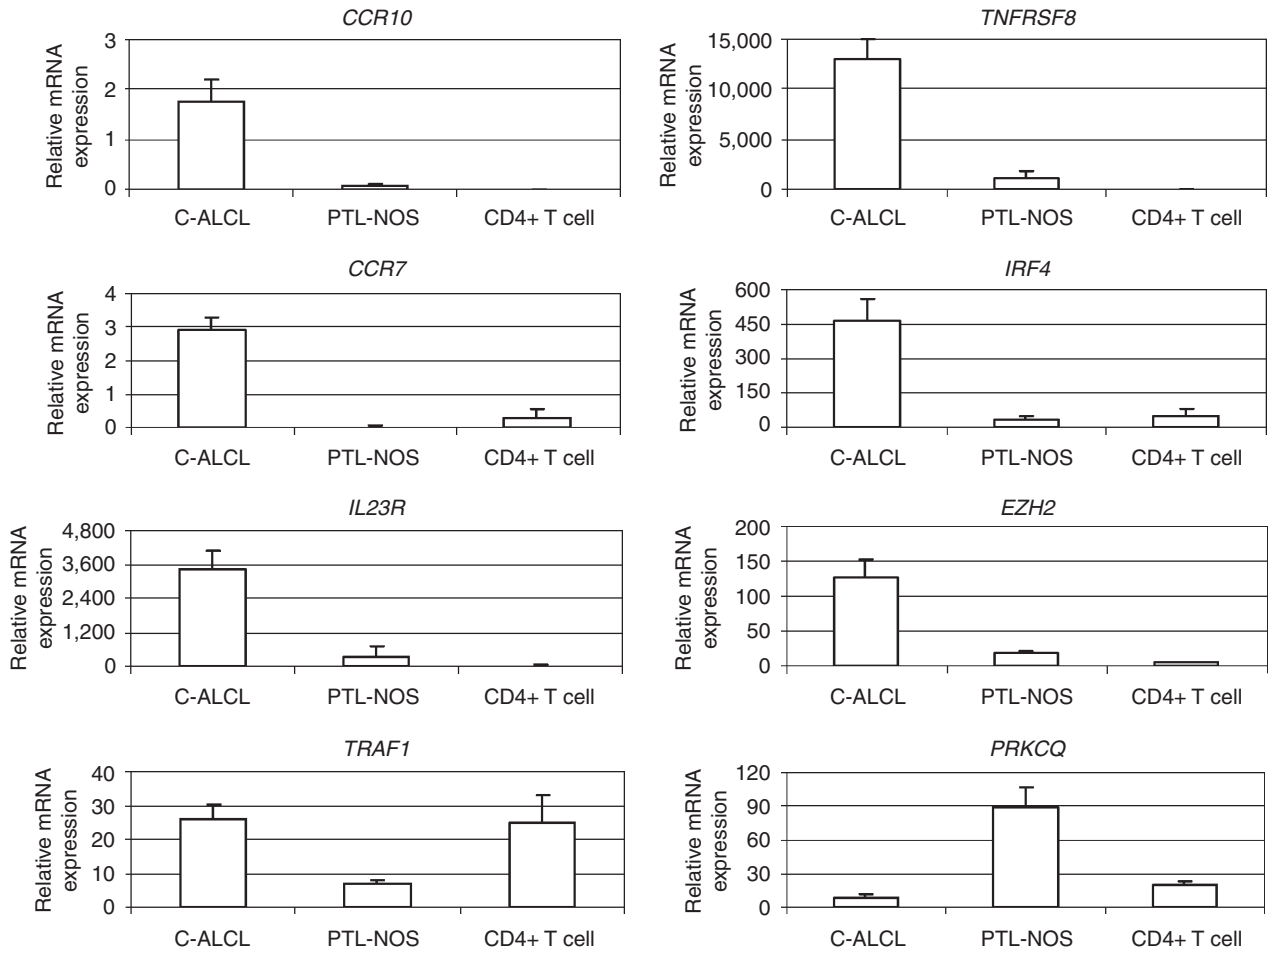 CCR10
Relative mRNA
expression
3
2
1
0
C-ALCL PTL-NOS CD4+ T cell
TNFRSF8
Relative mRNA
expression
15,000
10,000
5,000
0
C-ALCL PTL-NOS CD4+ T cell
CCR7
Relative mRNA
expression
4
3
2
1
0
C-ALCL PTL-NOS CD4+ T cell
IRF4
Relative mRNA
expression
600
450
300
150
0
C-ALCL PTL-NOS CD4+ T cell
IL23R
Relative mRNA
expression
4,800
3,600
2,400
1,200
0
C-ALCL PTL-NOS CD4+ T cell
EZH2
Relative mRNA
expression
200
150
100
50
0
C-ALCL PTL-NOS CD4+ T cell
TRAF1
Relative mRNA
expression
40
30
20
10
0
C-ALCL PTL-NOS CD4+ T cell
PRKCQ
Relative mRNA
expression
120
90
60
30
0
C-ALCL PTL-NOS CD4+ T cell